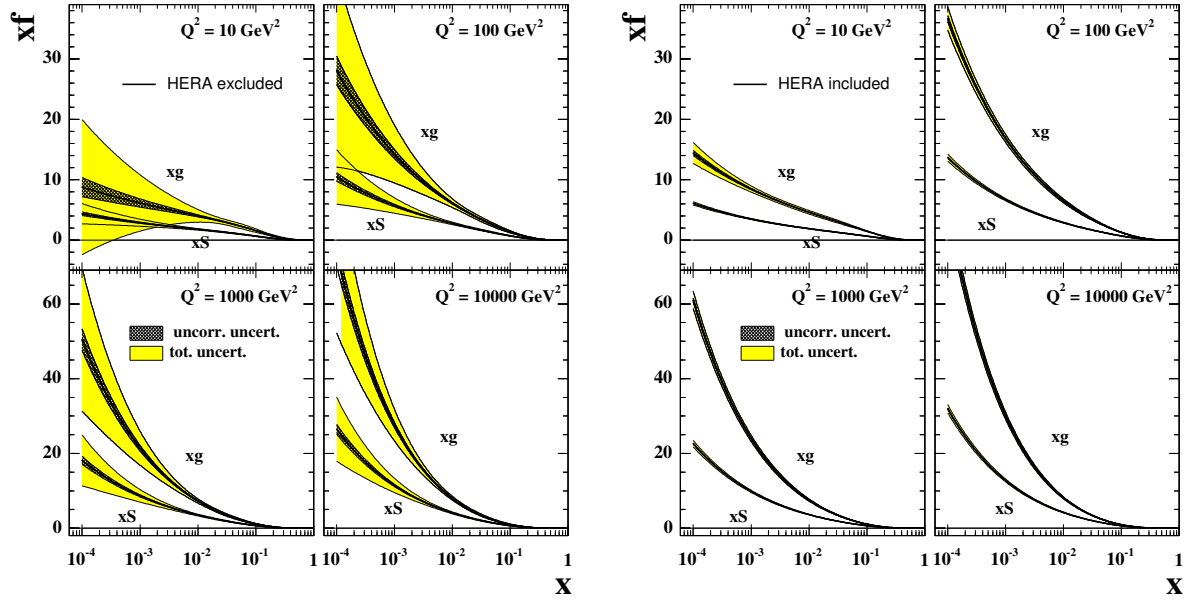 xf
Q² = 10 GeV²
Q² = 100 GeV²
30
HERA excluded
20
xg
xg
10
xS
0
xS
Q² = 1000 GeV²
Q² = 10000 GeV²
60
uncorr. uncert.
tot. uncert.
40
xg
xg
20
xS
xS
0
10⁻⁴ 10⁻³ 10⁻² 10⁻¹ 1 10⁻⁴ 10⁻³ 10⁻² 10⁻¹ 1
x
xf
Q² = 10 GeV²
Q² = 100 GeV²
30
HERA included
20
xg
xg
10
xS
0
xS
Q² = 1000 GeV²
Q² = 10000 GeV²
60
uncorr. uncert.
tot. uncert.
40
xg
xg
20
xS
xS
0
10⁻⁴ 10⁻³ 10⁻² 10⁻¹ 1 10⁻⁴ 10⁻³ 10⁻² 10⁻¹ 1
x